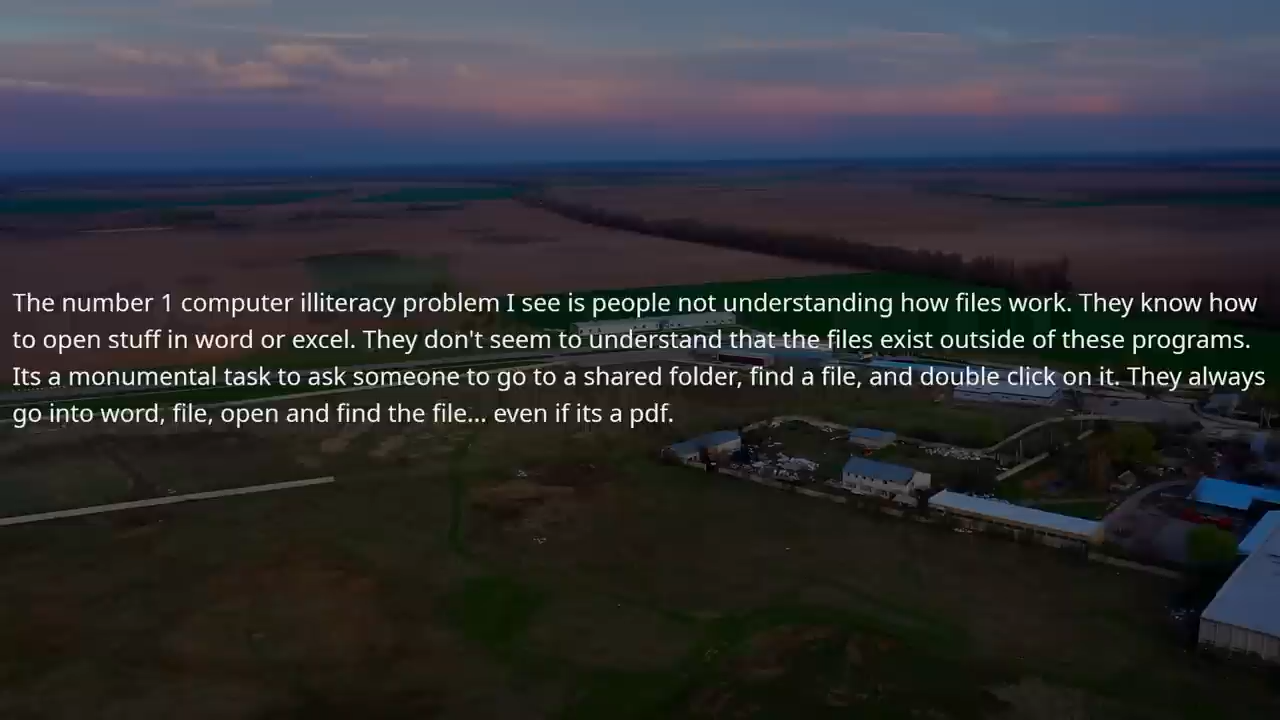 The number 1 computer illiteracy problem I see is people not understanding how files work. They know how
to open stuff in word or excel. They don't seem to understand that the files exist outside of these programs.
Its a monumental task to ask someone to go to a shared folder, find a file, and double click on it. They always
go into word, file, open and find the file... even if its a pdf.